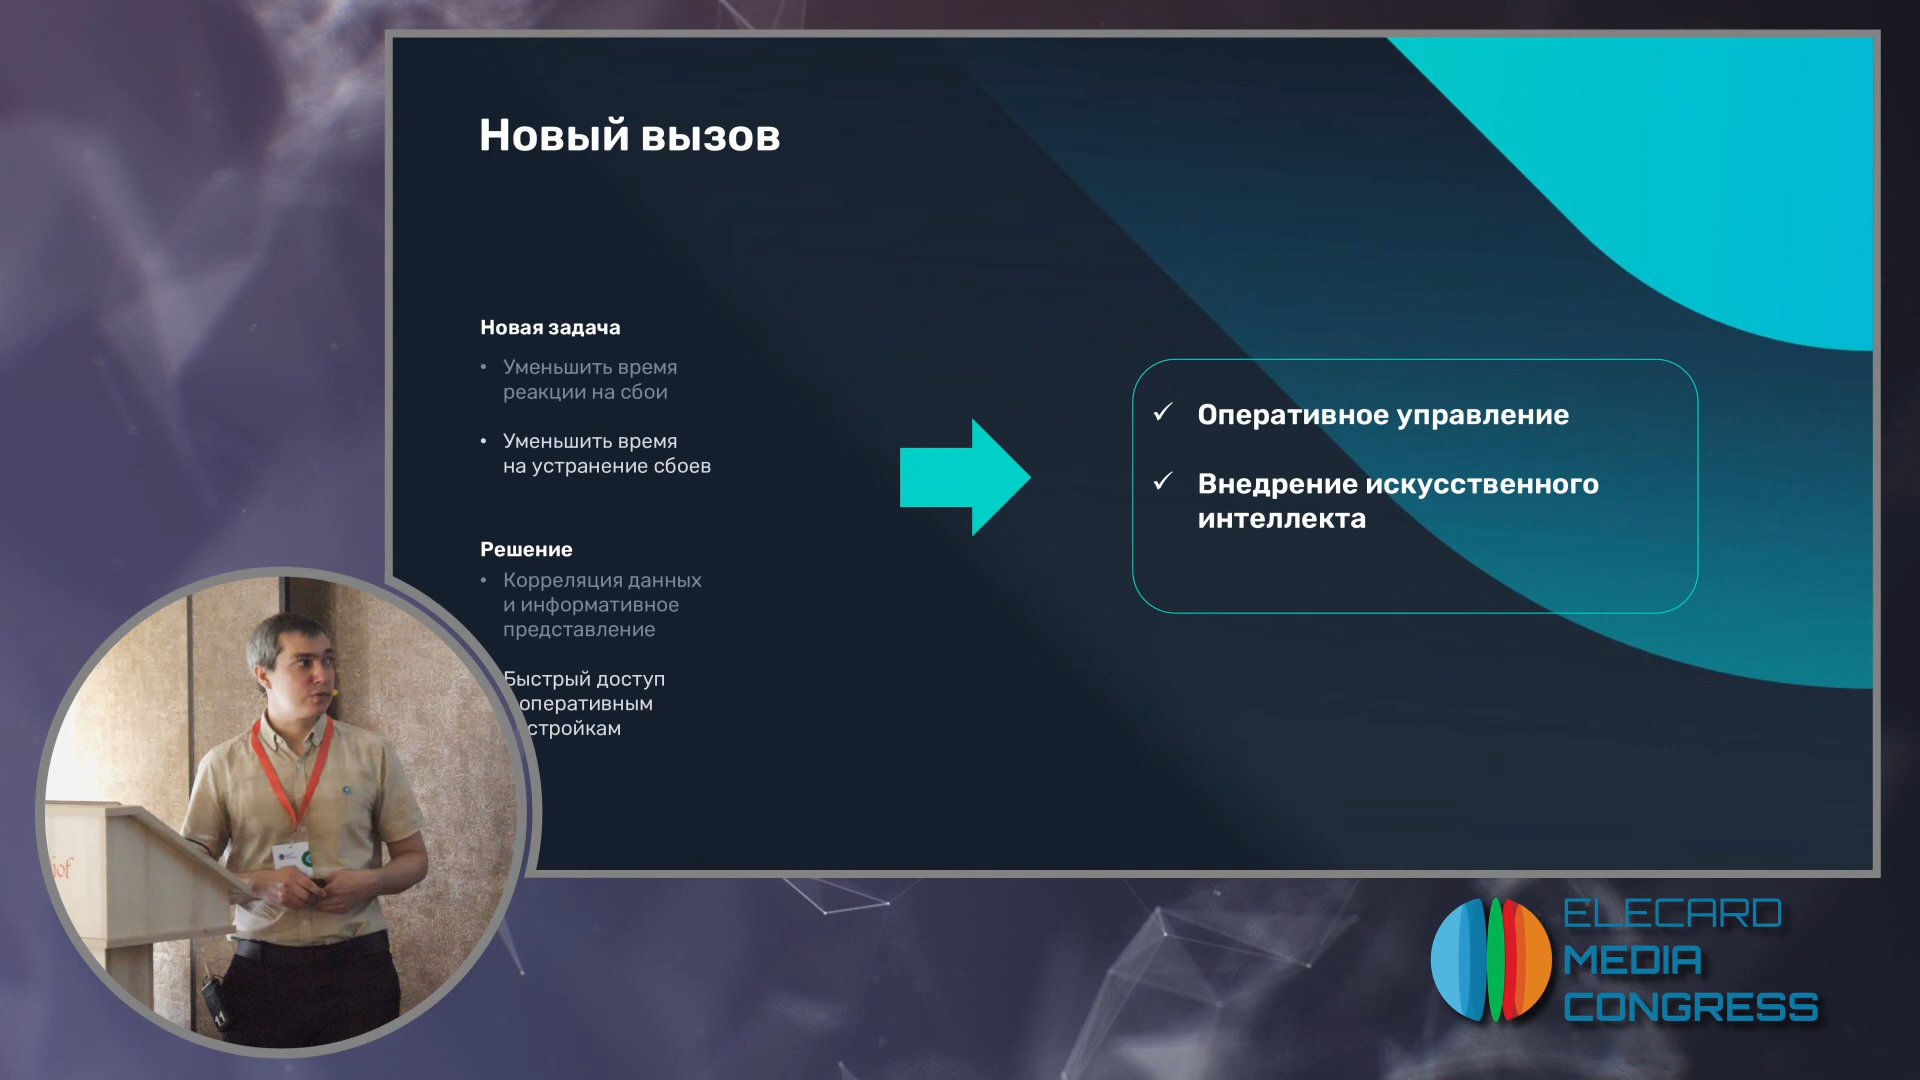 Новый вызов
Новая задача
• Уменьшить время
реакции на сбои
• Уменьшить время
на устранение сбоев
Решение
• Корреляция данных
и информативное
представление
Быстрый доступ
оперативным
✓ Оперативное управление
✓ Внедрение искусственного
интеллекта
ELECARD
MEDIA
CONGRESS